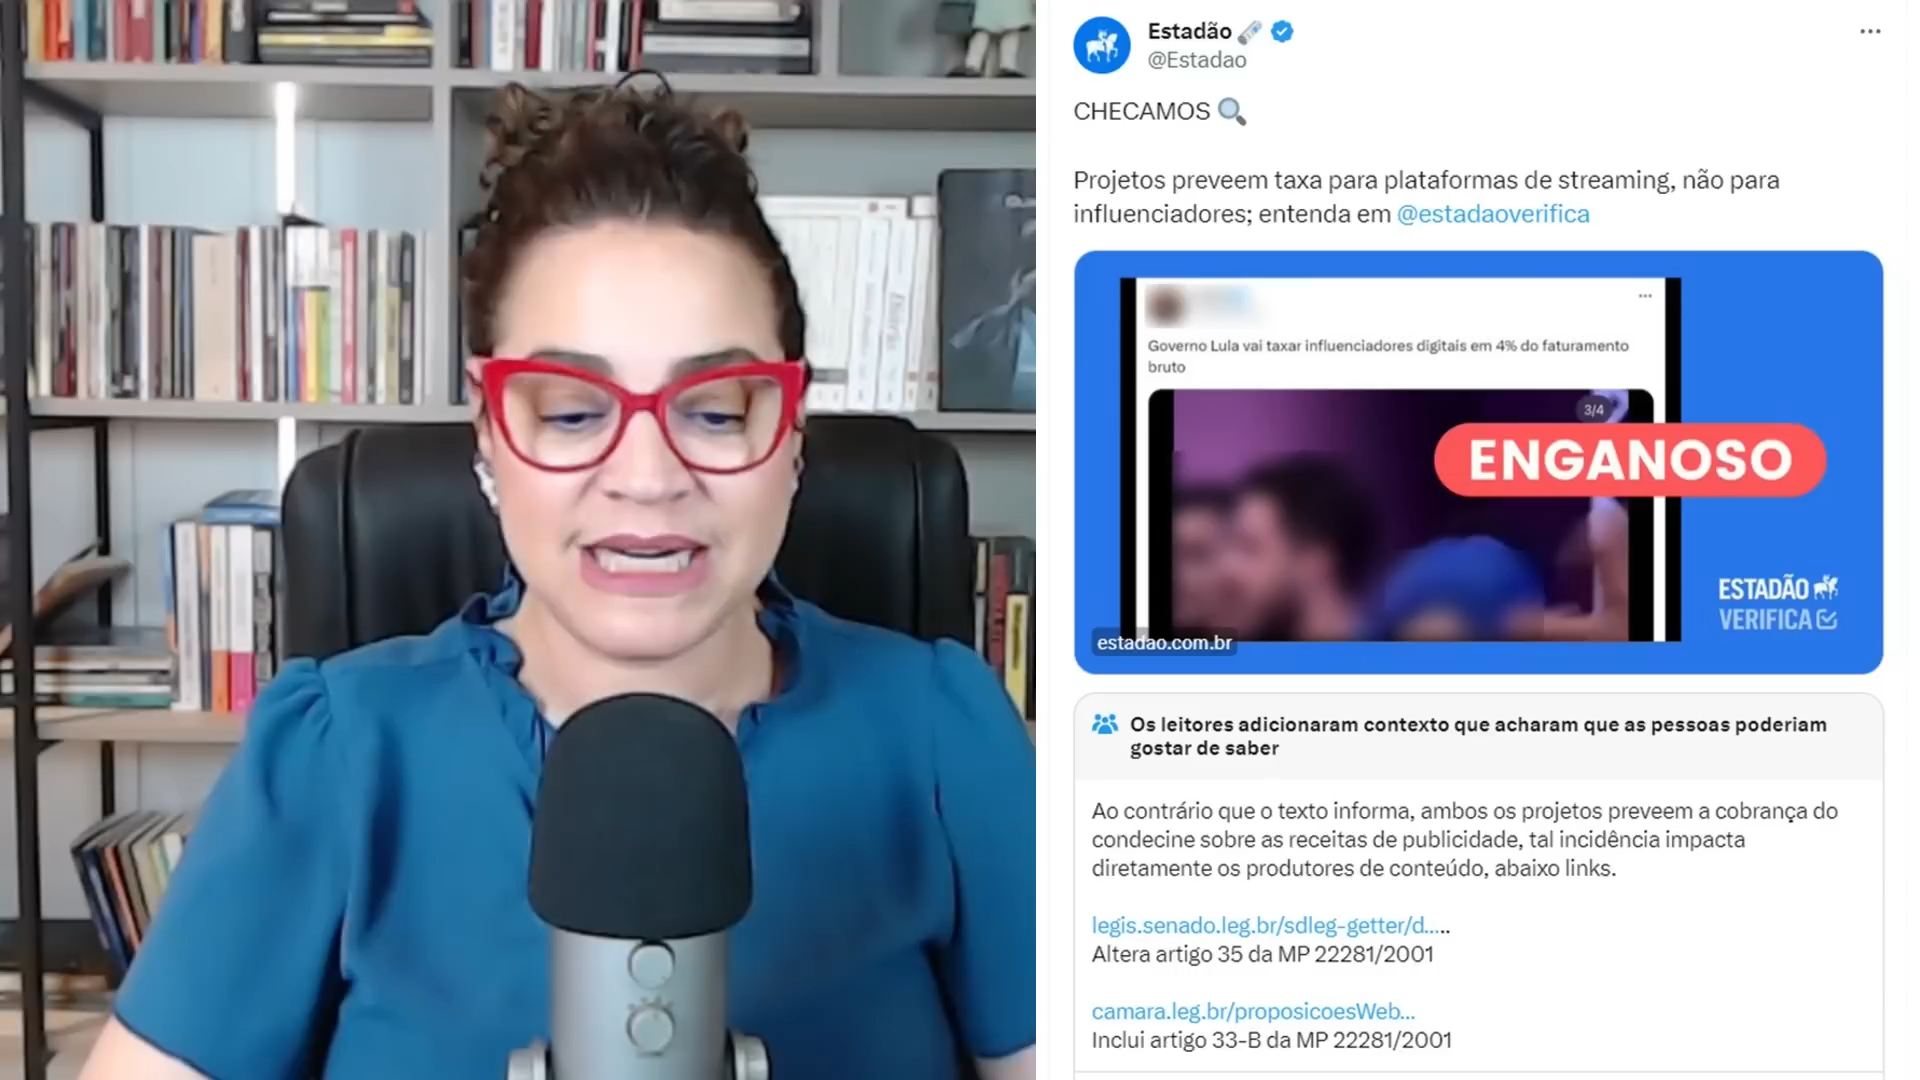 Estadão
@Estadao
CHECAMOS
Projetos preveem taxa para plataformas de streaming, não para
influenciadores; entenda em @estadaoverifica
Governo Lula vai taxar influenciadores digitais em 4% do faturamento
bruto
3/4
ENGANOSO
ESTADÃO
VERIFICA
estadao.com.br
Os leitores adicionaram contexto que acharam que as pessoas poderiam
gostar de saber
Ao contrário que o texto informa, ambos os projetos preveem a cobrança do
condecine sobre as receitas de publicidade, tal incidência impacta
diretamente os produtores de conteúdo, abaixo links.
legis.senado.leg.br/sdleg-getter/d.....
Altera artigo 35 da MP 22281/2001
camara.leg.br/proposicoesWeb...
Inclui artigo 33-B da MP 22281/2001